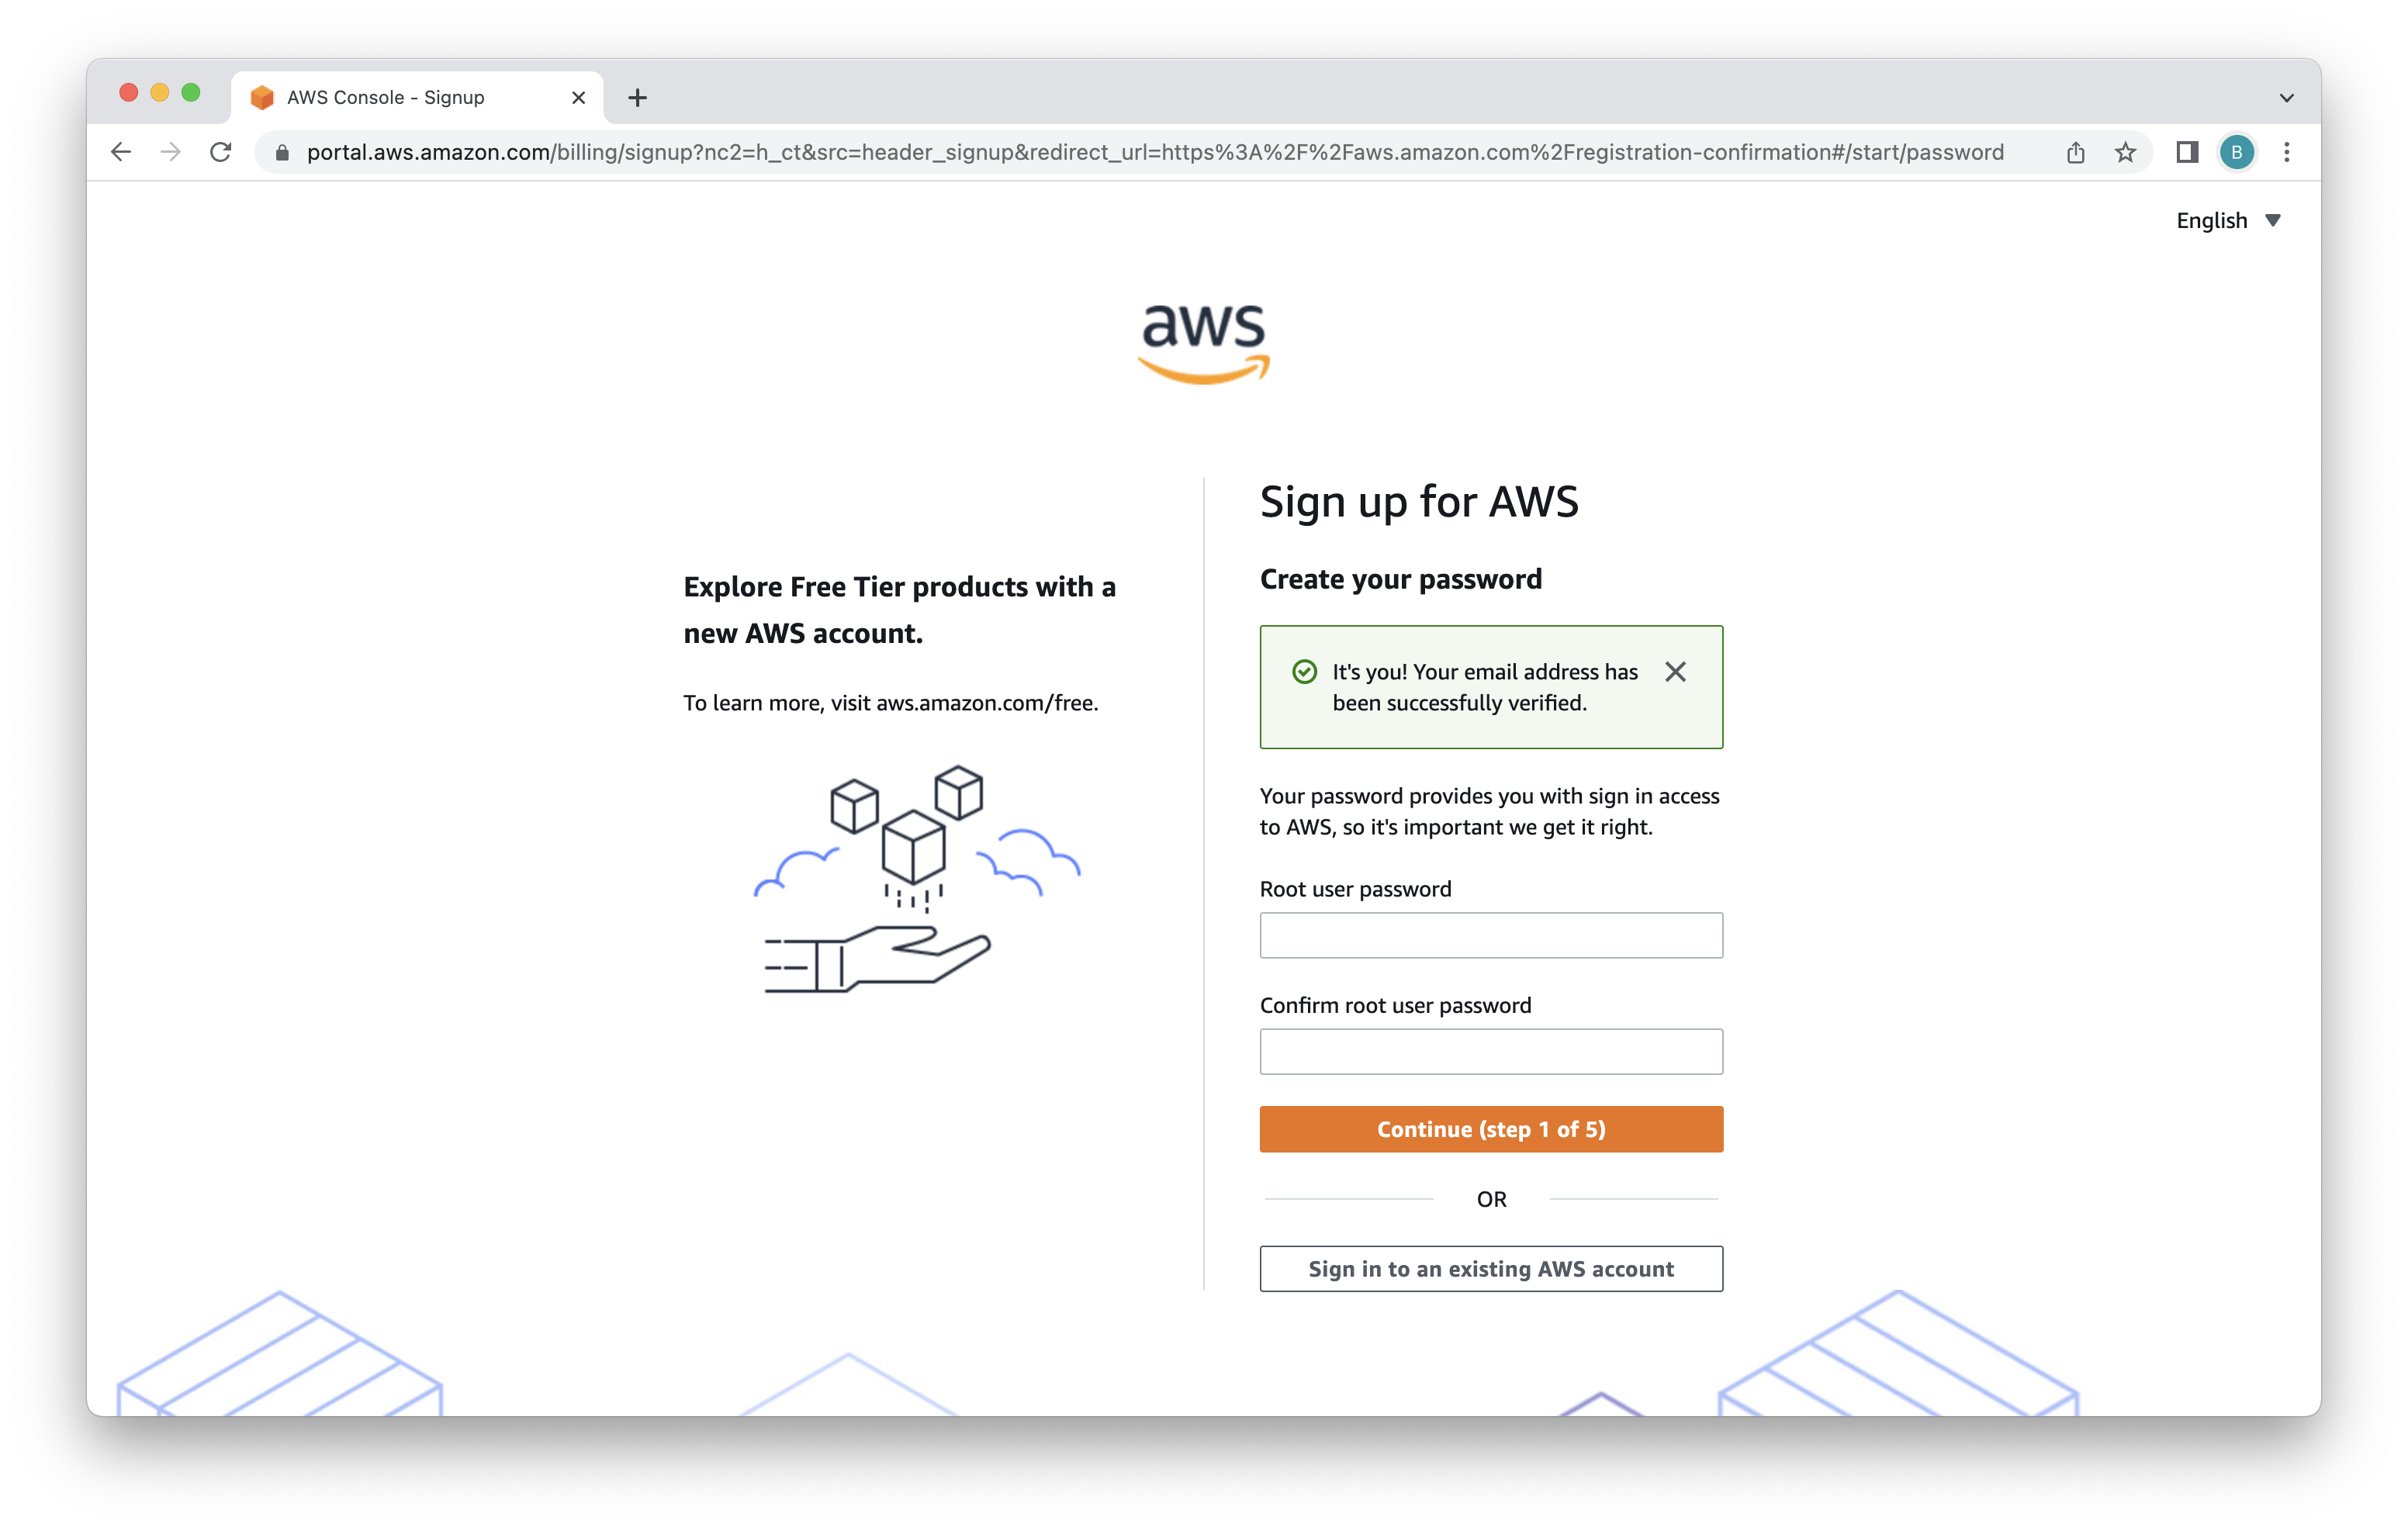 AWS Console - Signup
portal.aws.amazon.com/billing/signup?nc2=h_ct&src=header_signup&redirect_url=https%3A%2F%2Faws.amazon.com%2Fregistration-confirmation#/start/password
B
English
aws
Explore Free Tier products with a
new AWS account.
To learn more, visit aws.amazon.com/free.
Sign up for AWS
Create your password
It's you! Your email address has
been successfully verified.
Your password provides you with sign in access
to AWS, so it's important we get it right.
Root user password
Confirm root user password
Continue (step 1 of 5)
OR
Sign in to an existing AWS account